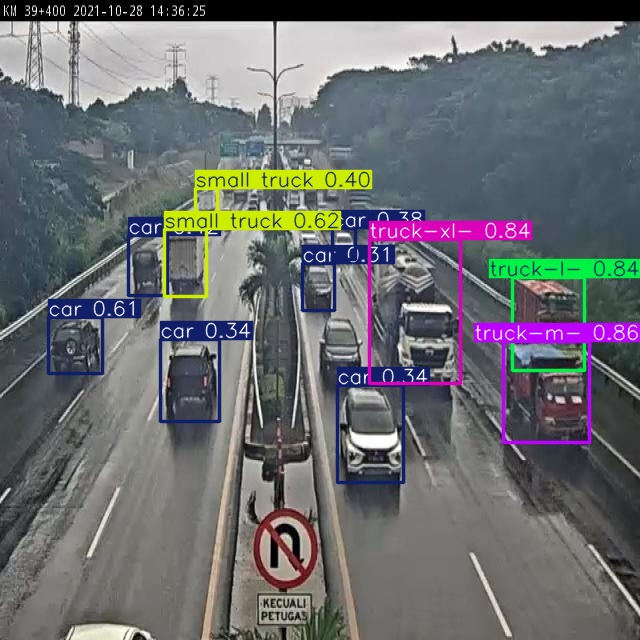 KM 39+400 2021-10-28 14:36:25
small truck 0.40
small truck 0.62
car 0.38
truck-xl- 0.84
car 0.31
truck-l- 0.84
car 0.61
car 0.34
truck-m- 0.86
car 0.34
KECUALI
PETUGAS